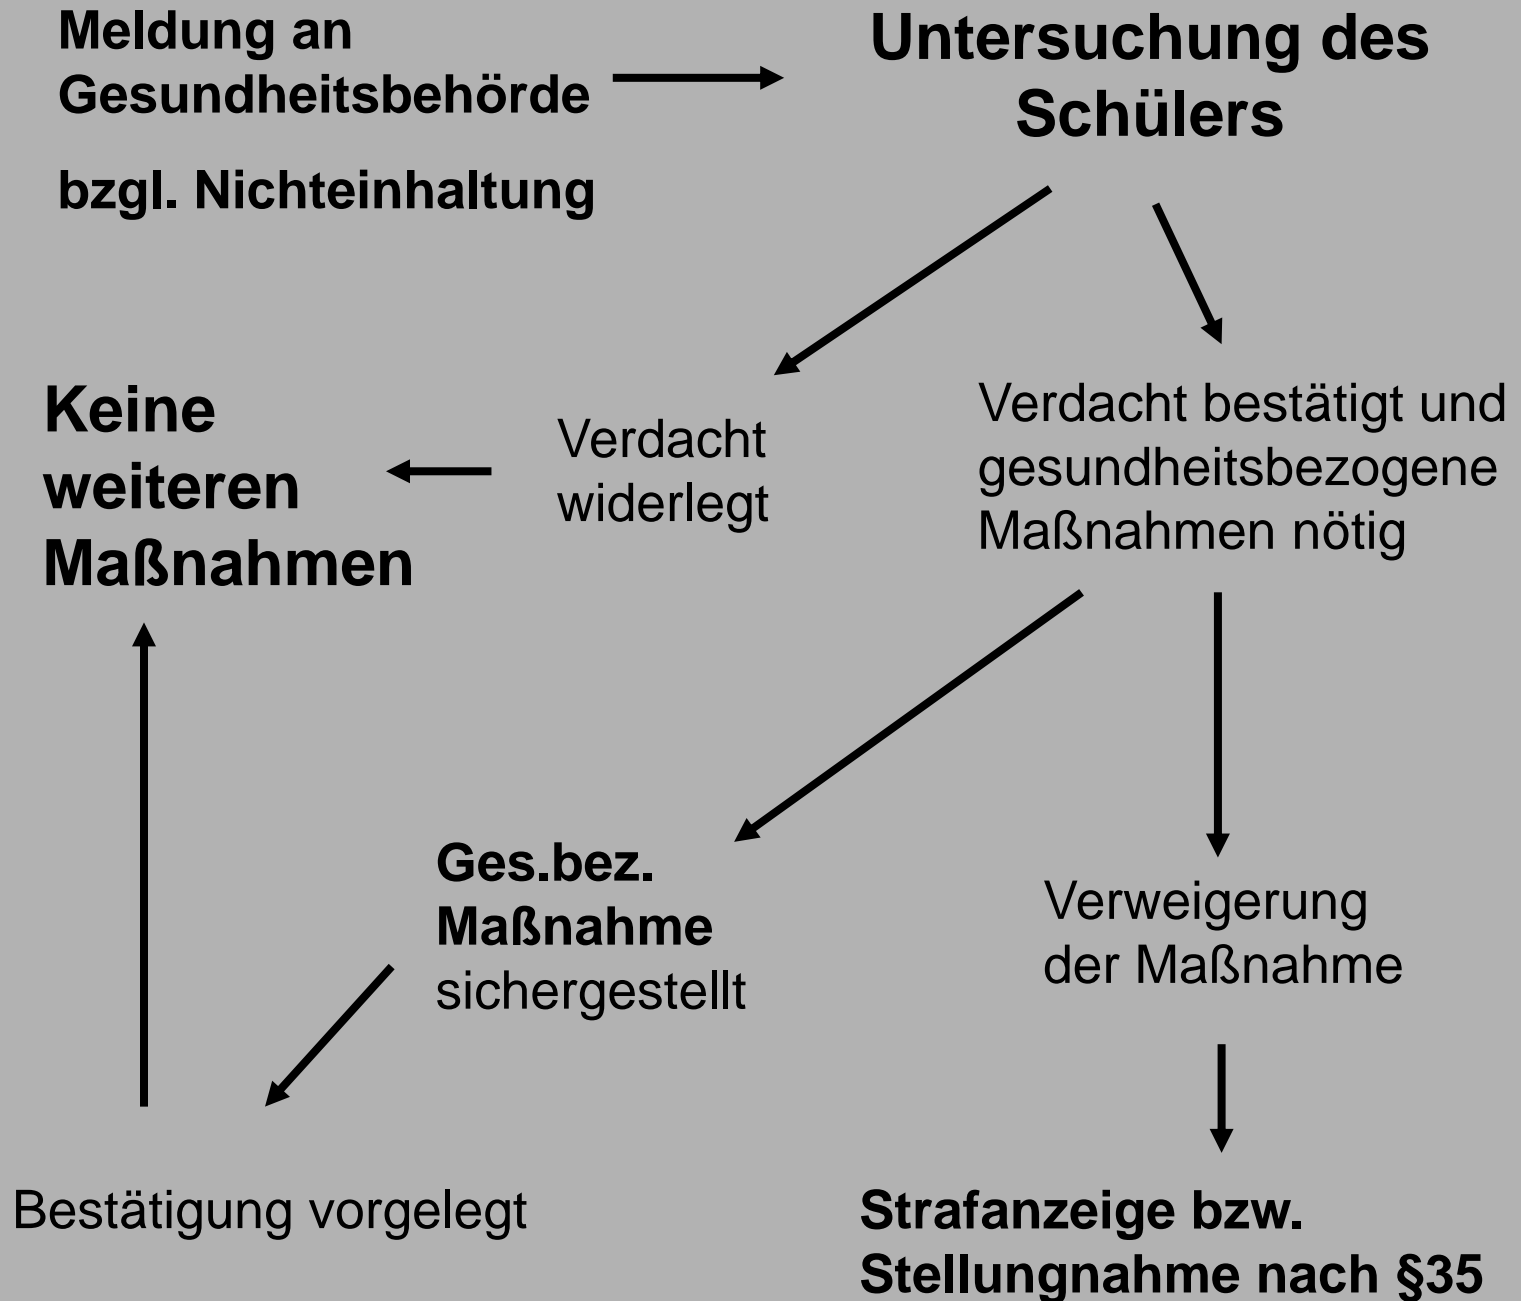 Meldung an
Gesundheitsbehörde
bzgl. Nichteinhaltung
Untersuchung des
Schülers
Keine
weiteren
Maßnahmen
Verdacht
widerlegt
Verdacht bestätigt und
gesundheitsbezogene
Maßnahmen nötig
Ges.bez.
Maßnahme
sichergestellt
Verweigerung
der Maßnahme
Bestätigung vorgelegt
Strafanzeige bzw.
Stellungnahme nach §35